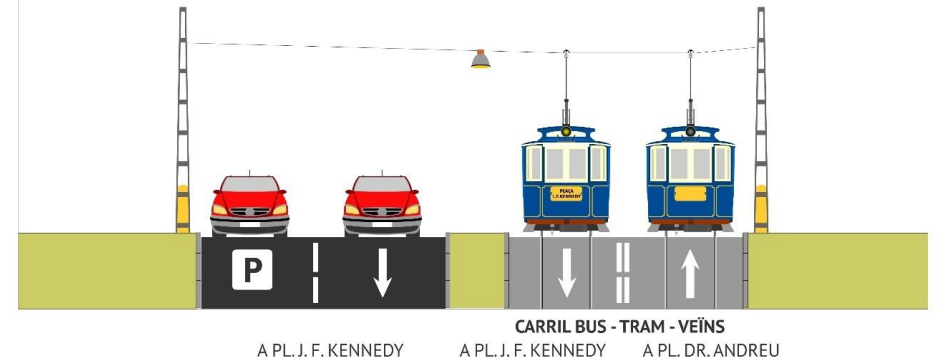 PLAÇA
J.F. KENNEDY
P
CARRIL BUS - TRAM - VEÏNS
A PL. J. F. KENNEDY
A PL. J. F. KENNEDY
A PL. DR. ANDREU